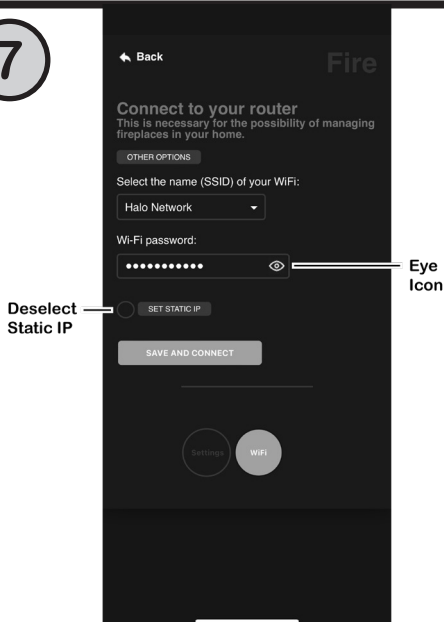 7
Back
Fire
Connect to your router
This is necessary for the possibility of managing
fireplaces in your home.
OTHER OPTIONS
Select the name (SSID) of your WiFi:
Halo Network
Wi-Fi password:
•••••••••••
Eye
Icon
Deselect
Static IP
SET STATIC IP
SAVE AND CONNECT
Settings
WiFi